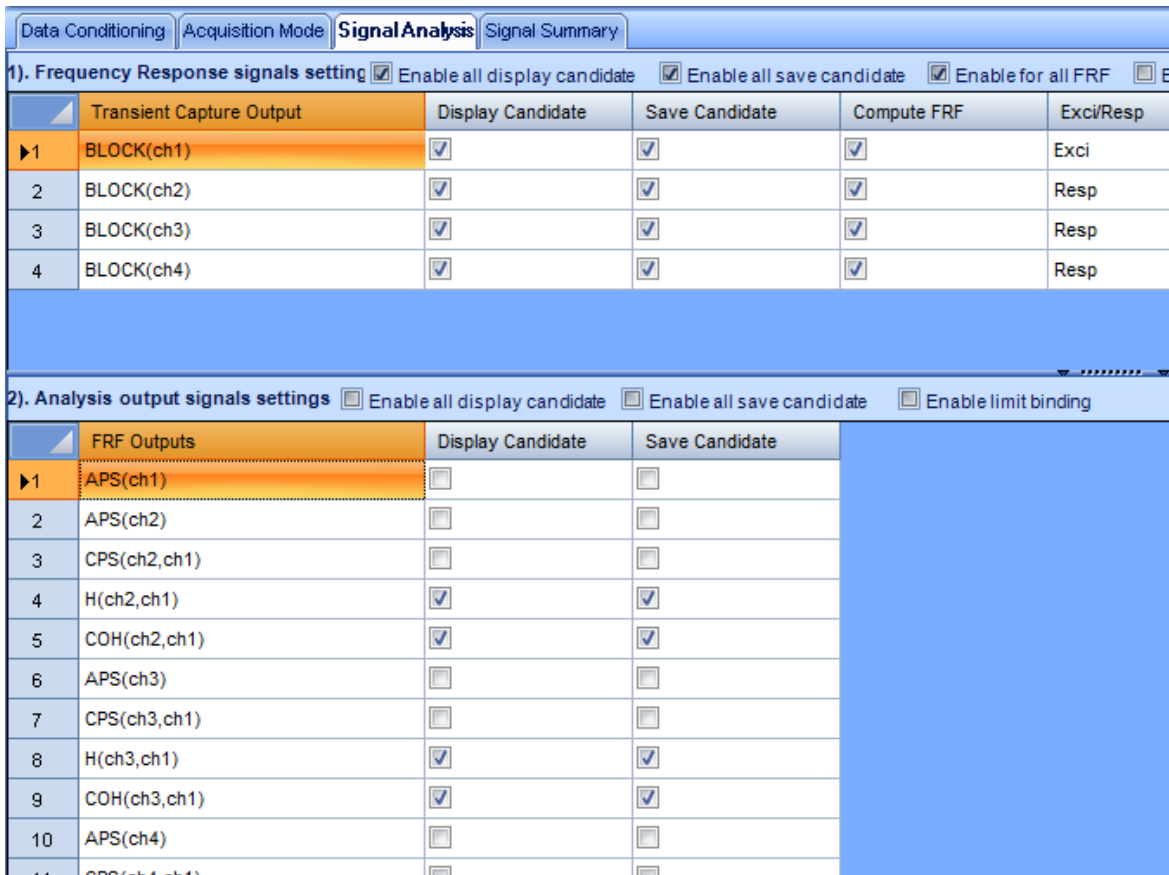 Data Conditioning Acquisition Mode Signal Analysis Signal Summary
1). Frequency Response signals setting Enable all display candidate Enable all save candidate Enable for all FRF
Transient Capture Output Display Candidate Save Candidate Compute FRF Exci/Resp
1 BLOCK(ch1) Exci
2 BLOCK(ch2) Resp
3 BLOCK(ch3) Resp
4 BLOCK(ch4) Resp
2). Analysis output signals settings Enable all display candidate Enable all save candidate Enable limit binding
FRF Outputs Display Candidate Save Candidate
1 APS(ch1)
2 APS(ch2)
3 CPS(ch2,ch1)
4 H(ch2,ch1)
5 COH(ch2,ch1)
6 APS(ch3)
7 CPS(ch3,ch1)
8 H(ch3,ch1)
9 COH(ch3,ch1)
10 APS(ch4)